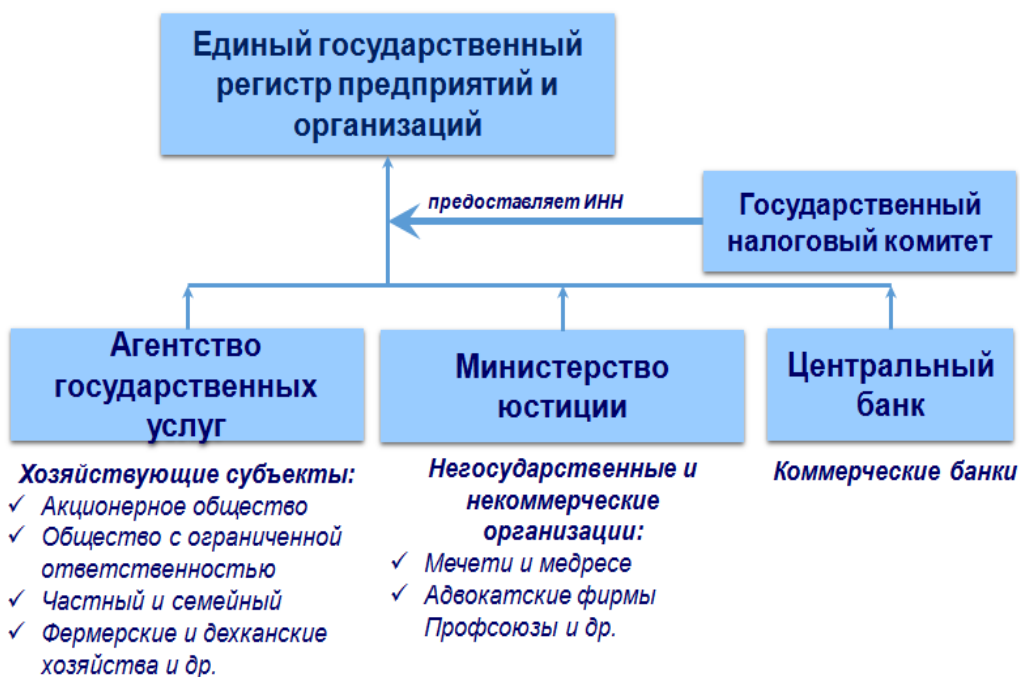 Единый государственный
регистр предприятий и
организаций
предоставляет ИНН
Государственный
налоговый комитет
Агентство
государственных
услуг
Министерство
юстиции
Центральный
банк
Хозяйствующие субъекты:
✓ Акционерное общество
✓ Общество с ограниченной
ответственностью
✓ Частный и семейный
✓ Фермерские и дехканские
хозяйства и др.
Негосударственные и
некоммерческие
организации:
✓ Мечети и медресе
✓ Адвокатские фирмы
Профсоюзы и др.
Коммерческие банки